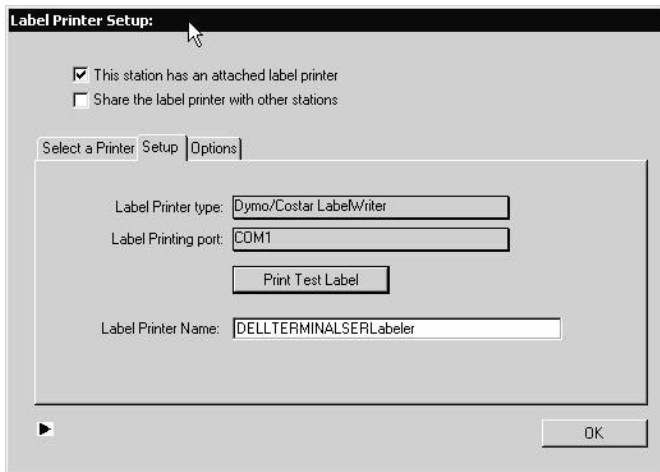 Label Printer Setup:
This station has an attached label printer
Share the label printer with other stations
Select a Printer Setup Options
Label Printer type: Dymo/Costar LabelWriter
Label Printing port: COM1
Print Test Label
Label Printer Name: DELLTERMINALSERLabeler
OK